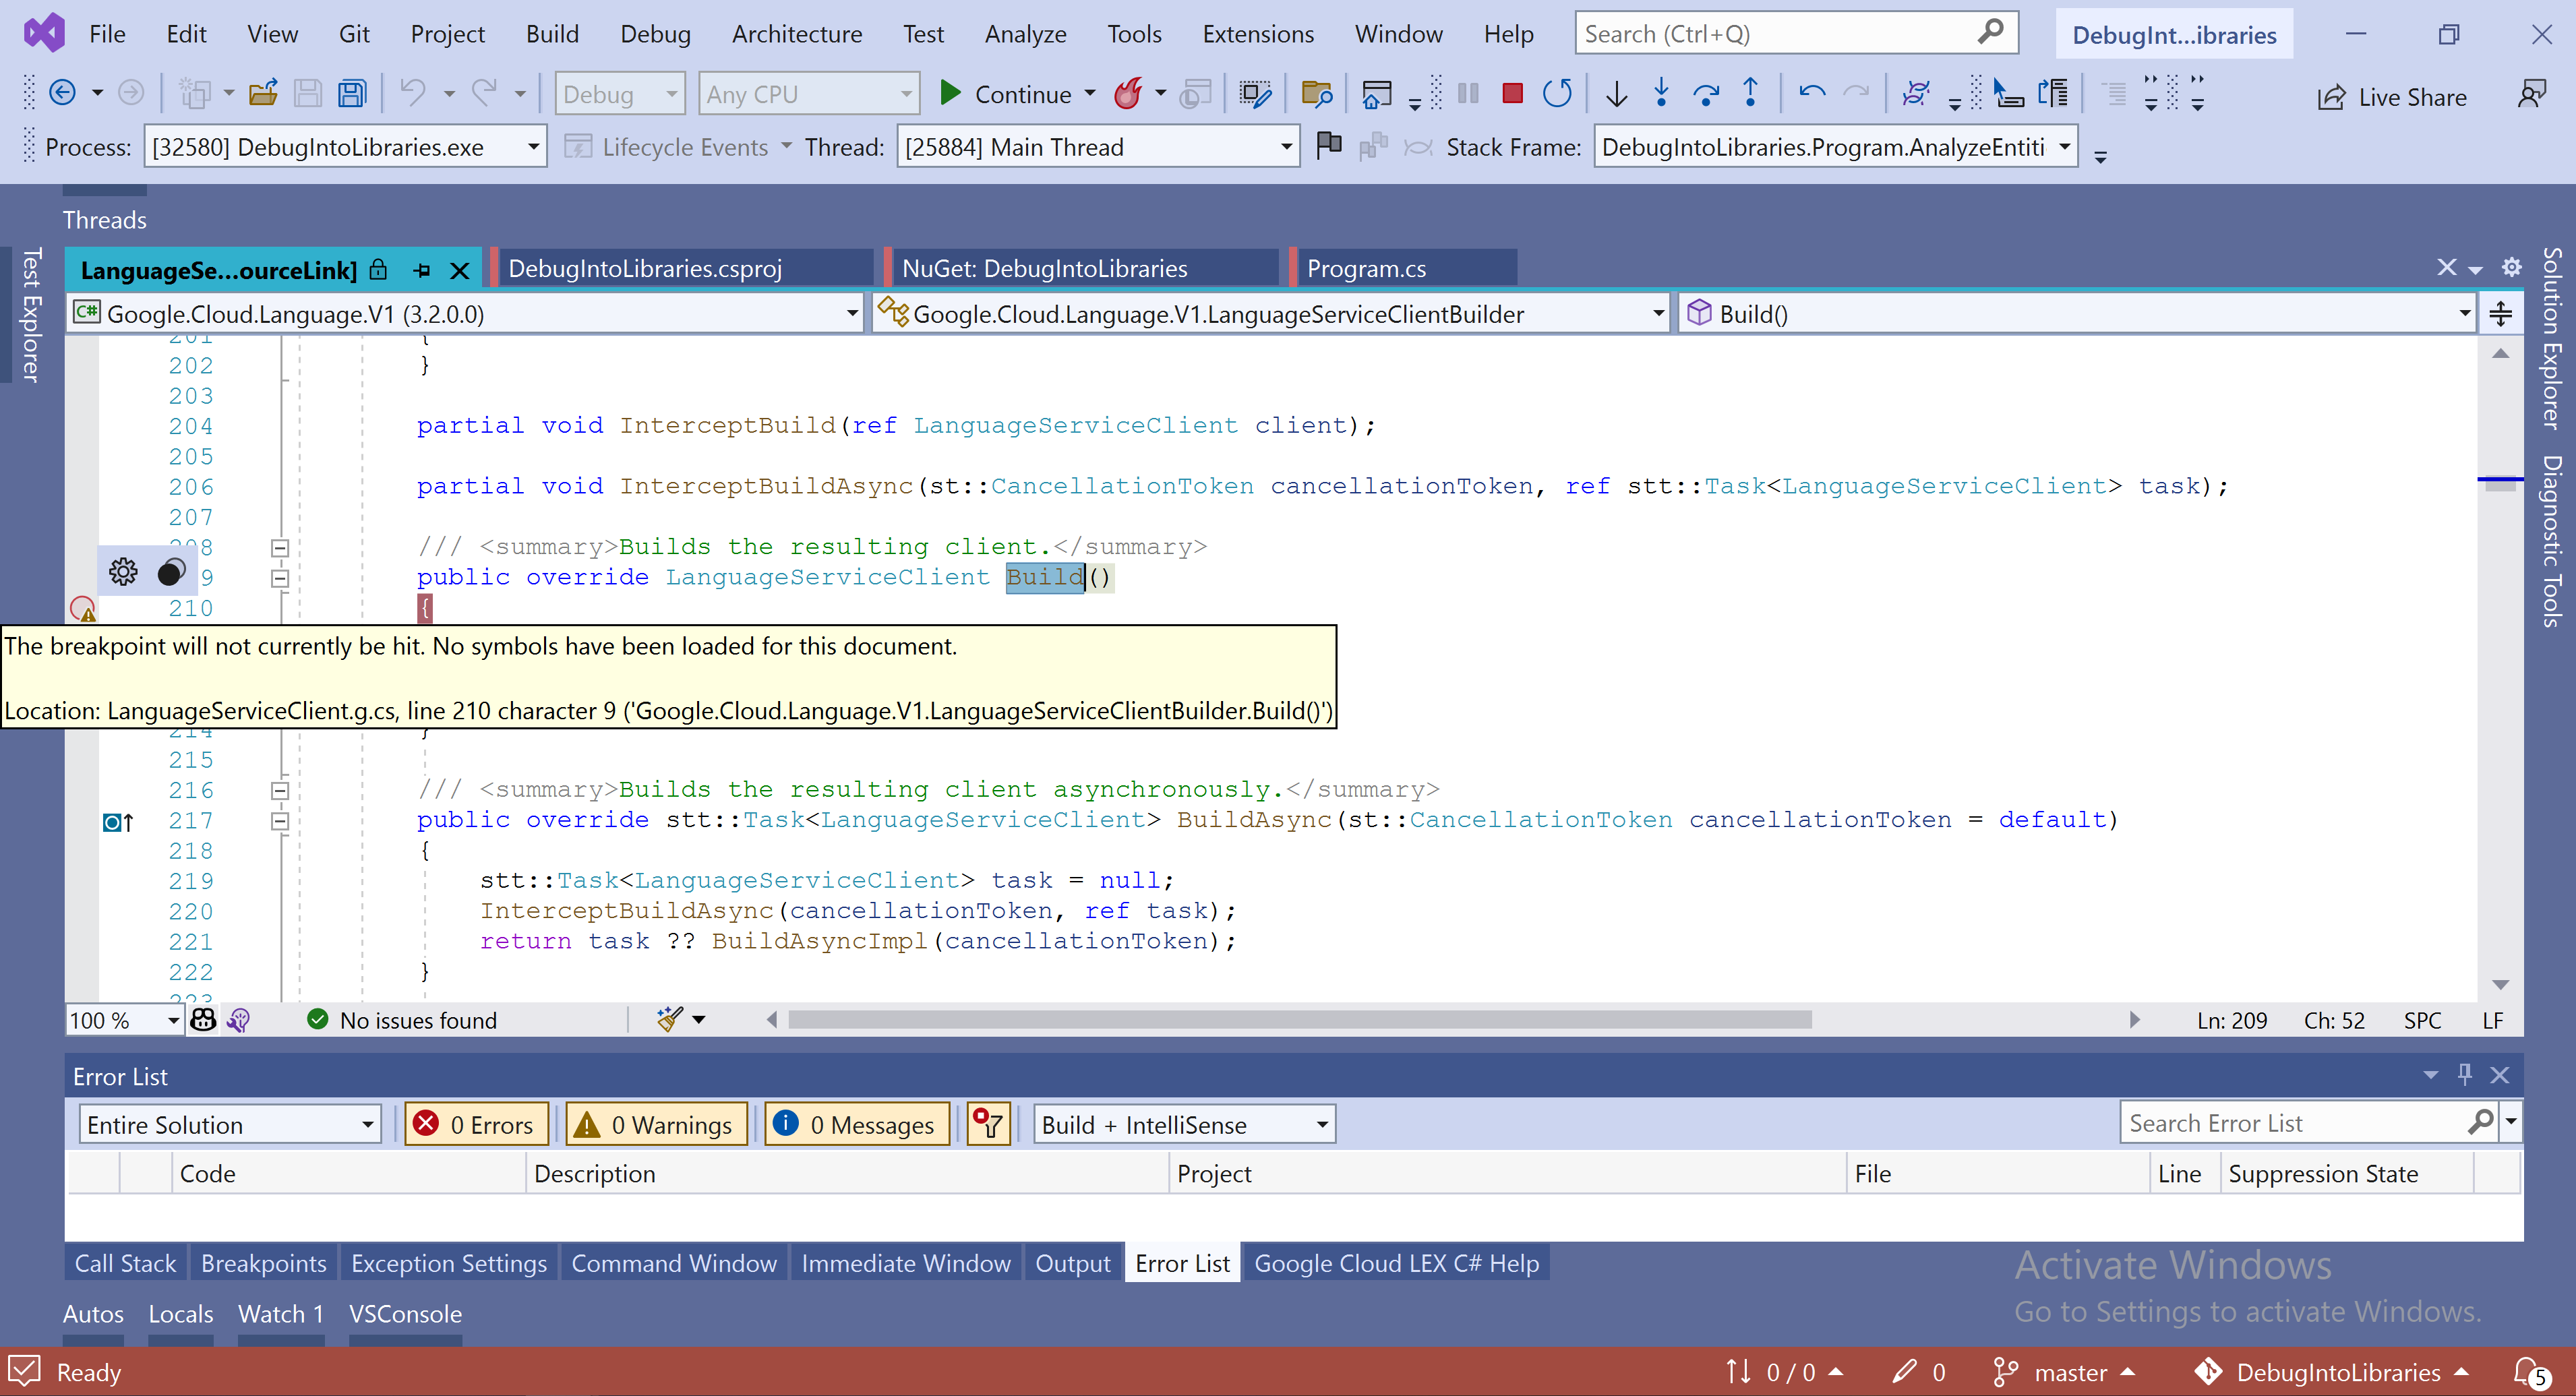 File Edit View Git Project Build Debug Architecture Test Analyze Tools Extensions Window Help Search (Ctrl+Q) DebugInt...ibraries
Debug Any CPU Continue Live Share
Process: [32580] DebugIntoLibraries.exe Lifecycle Events Thread: [25884] Main Thread Stack Frame: DebugIntoLibraries.Program.AnalyzeEntiti
Threads
Test Explorer
LanguageSe...ourceLink] DebugIntoLibraries.csproj NuGet: DebugIntoLibraries Program.cs
Solution Explorer
Diagnostic Tools
C# Google.Cloud.Language.V1 (3.2.0.0) Google.Cloud.Language.V1.LanguageServiceClientBuilder Build()
201 {
202 }
203
204 partial void InterceptBuild(ref LanguageServiceClient client);
205
206 partial void InterceptBuildAsync(st::CancellationToken cancellationToken, ref stt::Task<LanguageServiceClient> task);
207
08 /// <summary>Builds the resulting client.</summary>
9 public override LanguageServiceClient Build()
210 {
The breakpoint will not currently be hit. No symbols have been loaded for this document.
Location: LanguageServiceClient.g.cs, line 210 character 9 ('Google.Cloud.Language.V1.LanguageServiceClientBuilder.Build()')
214 }
215
216 /// <summary>Builds the resulting client asynchronously.</summary>
217 public override stt::Task<LanguageServiceClient> BuildAsync(st::CancellationToken cancellationToken = default)
218 {
219 stt::Task<LanguageServiceClient> task = null;
220 InterceptBuildAsync(cancellationToken, ref task);
221 return task ?? BuildAsyncImpl(cancellationToken);
222 }
223
100 % No issues found Ln: 209 Ch: 52 SPC LF
Error List
Entire Solution 0 Errors 0 Warnings 0 Messages Build + IntelliSense Search Error List
Code Description Project File Line Suppression State
Call Stack Breakpoints Exception Settings Command Window Immediate Window Output Error List Google Cloud LEX C# Help
Activate Windows
Go to Settings to activate Windows.
Autos Locals Watch 1 VSConsole
Ready 0 / 0 0 master DebugIntoLibraries 5